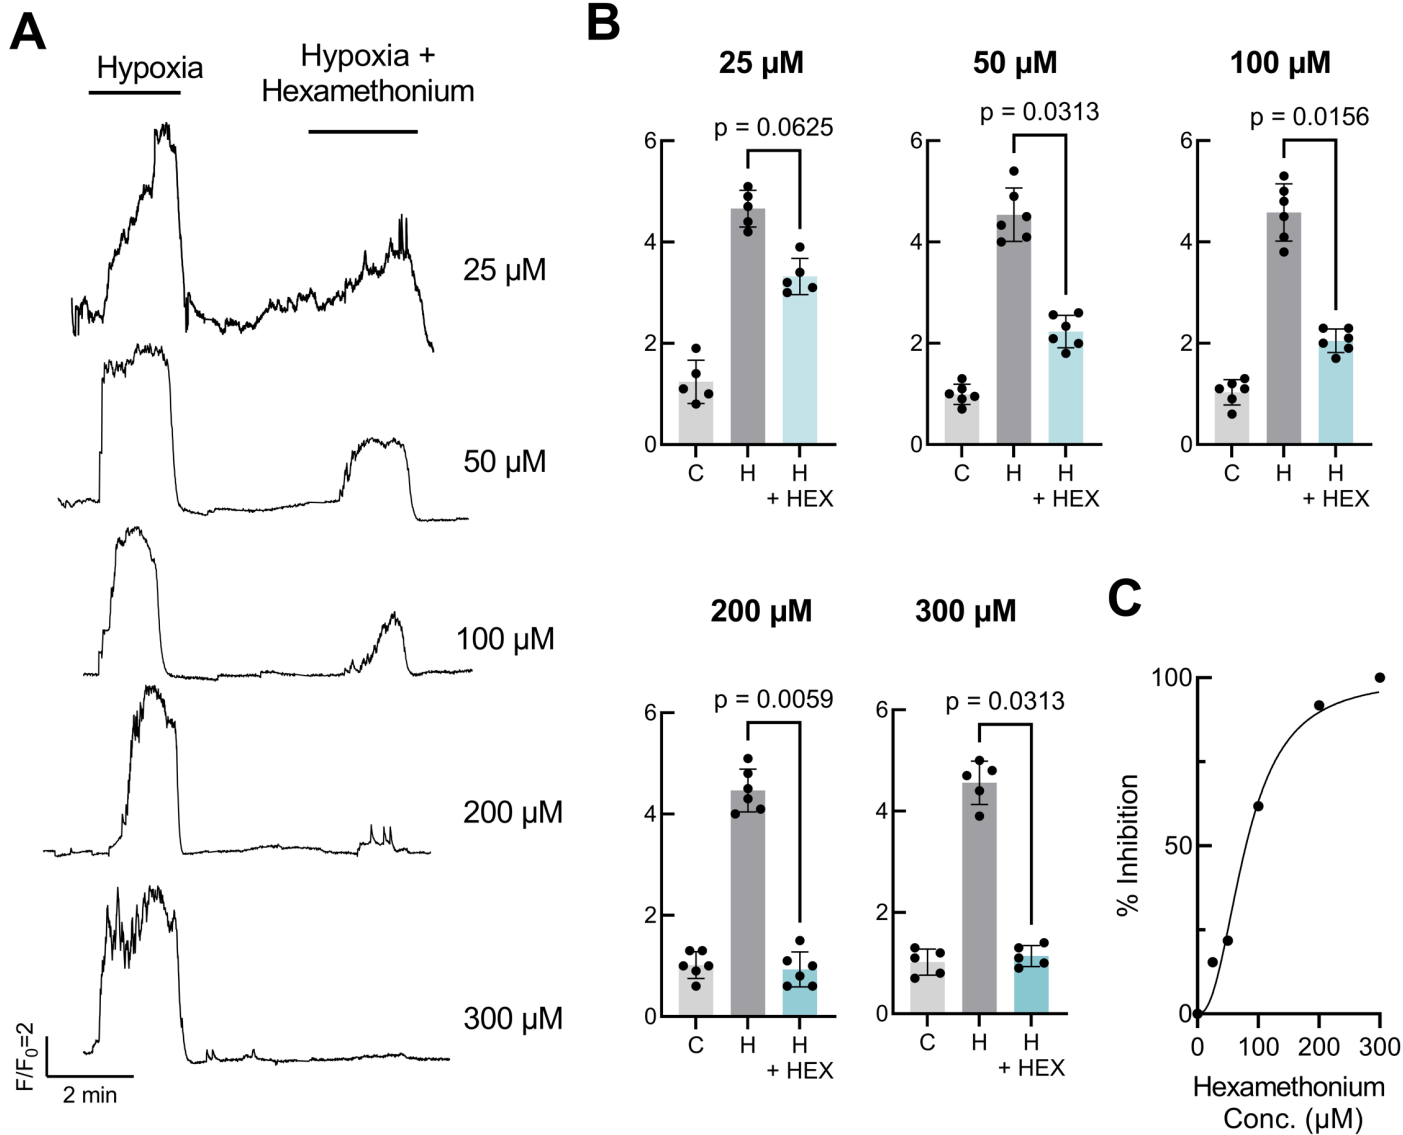 A
Hypoxia
Hypoxia +
Hexamethonium
25 µM
50 µM
100 µM
200 µM
300 µM
F/F0=2
2 min
B
25 µM
p = 0.0625
6
4
2
0
C
H
H
+ HEX
50 µM
p = 0.0313
6
4
2
0
C
H
H
+ HEX
100 µM
p = 0.0156
6
4
2
0
C
H
H
+ HEX
200 µM
p = 0.0059
6
4
2
0
C
H
H
+ HEX
300 µM
p = 0.0313
6
4
2
0
C
H
H
+ HEX
C
% Inhibition
100
50
0
0
100
200
300
Hexamethonium
Conc. (µM)